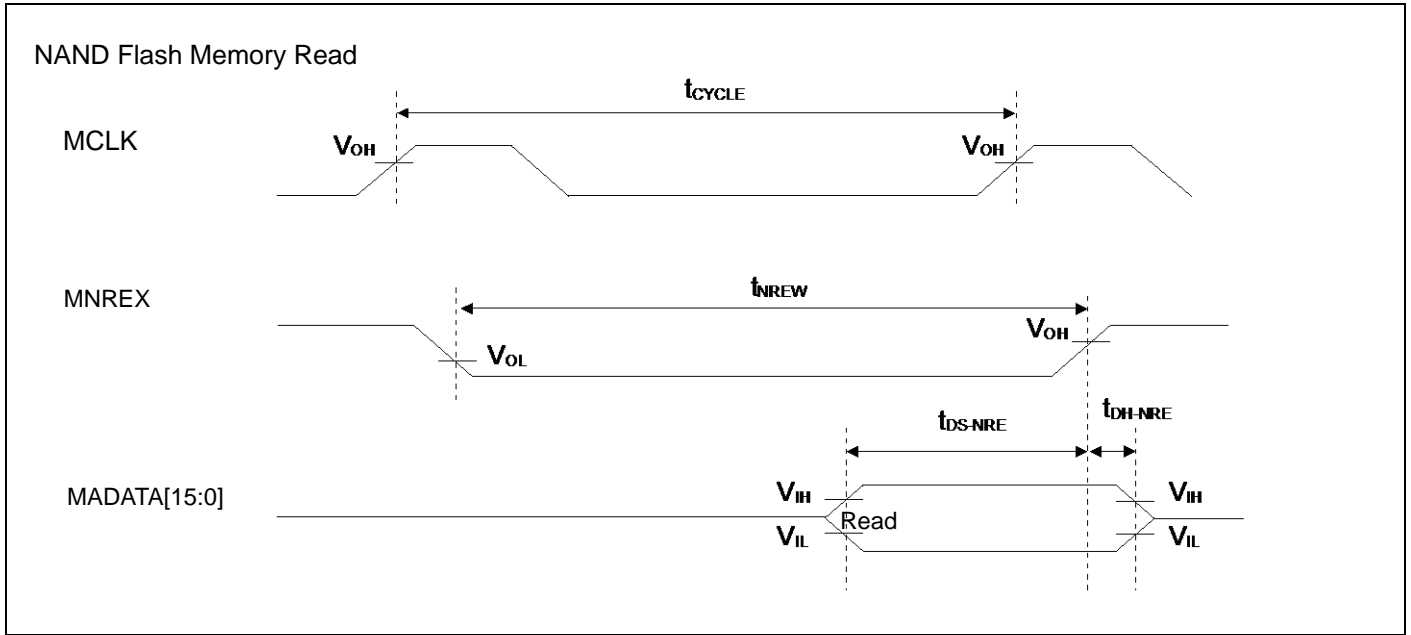 NAND Flash Memory Read
tCYCLE
MCLK
VOH
VOH
MNREX
tNREW
VOH
VOL
tDS-NRE
tDH-NRE
MADATA[15:0]
VIH
VIH
Read
VIL
VIL